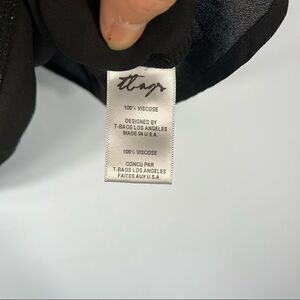 tbags
100% VISCOSE
DESIGNED BY
T-BAGS LOS ANGELES
MADE IN U.S.A.
100% VISCOSE
CONCU PAR
T-BAGS LOS ANGELES
FAITES AUX U.S.A